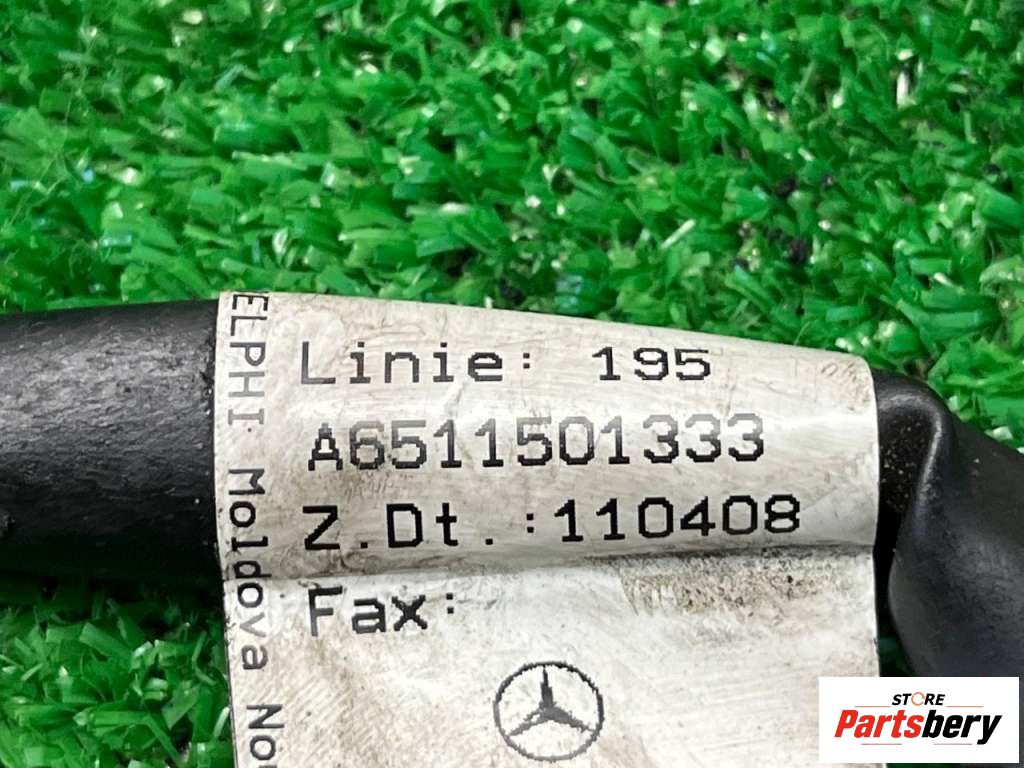 ELPHI Moldova
Linie: 195
A6511501333
Z.Dt.:110408
Fax:
STORE
Partsbery